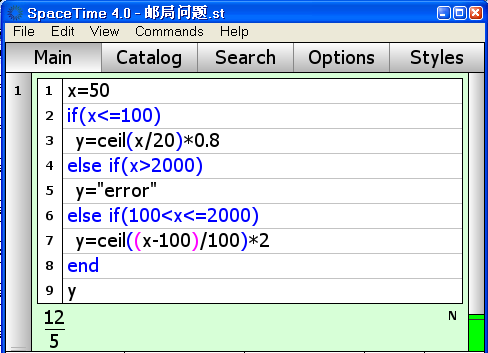 SpaceTime 4.0 - 邮局问题.st
File Edit View Commands Help
Main Catalog Search Options Styles
1
1 x=50
2 if(x<=100)
3 y=ceil(x/20)*0.8
4 else if(x>2000)
5 y="error"
6 else if(100<x<=2000)
7 y=ceil((x-100)/100)*2
8 end
9 y
12
5
N